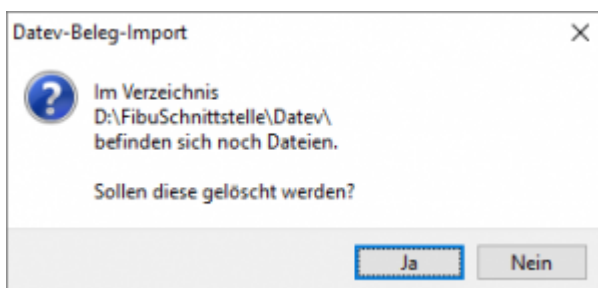 Datev-Beleg-Import
Im Verzeichnis
D:\FibuSchnittstelle\Datev\
befinden sich noch Dateien.
Sollen diese gelöscht werden?
Ja
Nein